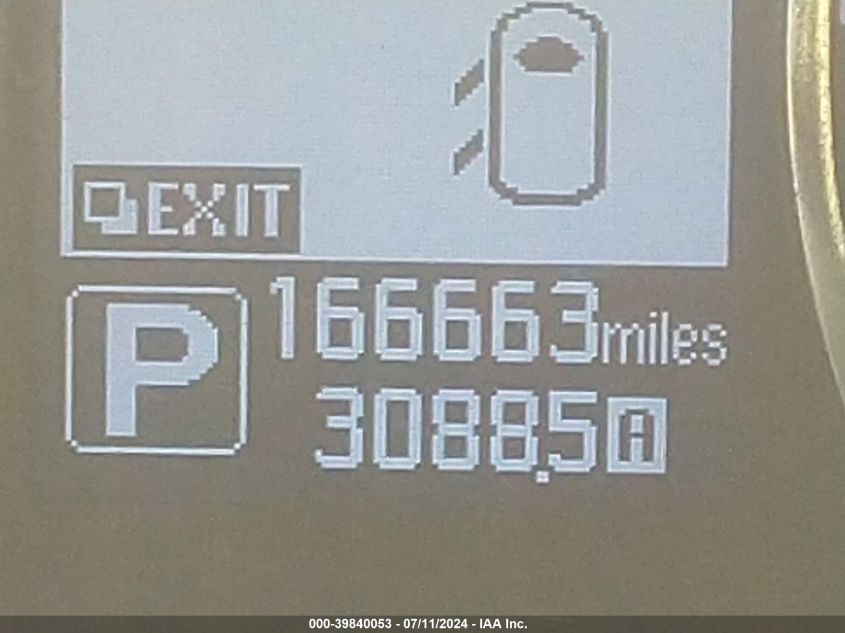 EXIT
P
166663miles
3088.5A
000-39840053 - 07/11/2024 - IAA Inc.